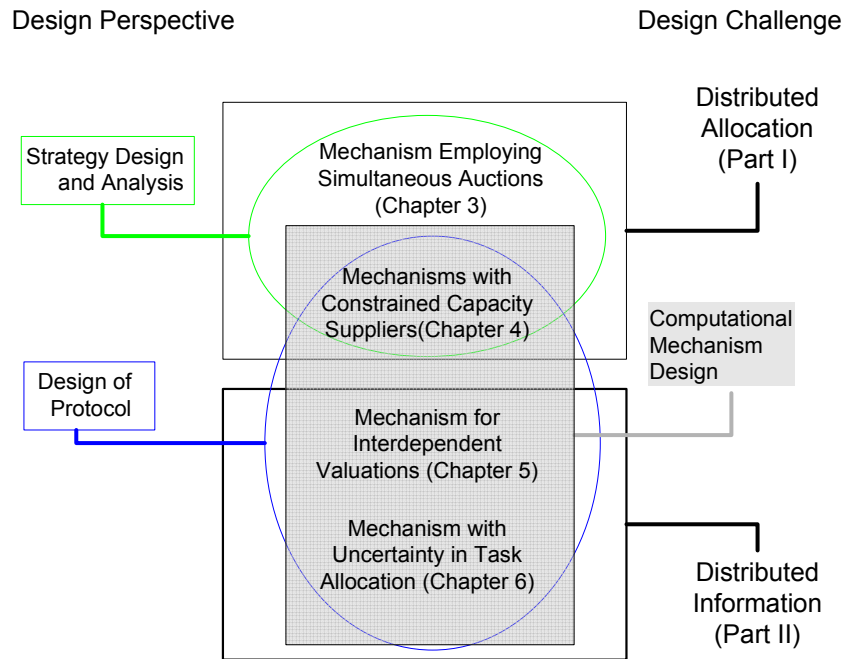 Design Perspective
Design Challenge
Distributed
Allocation
(Part I)
Strategy Design
and Analysis
Mechanism Employing
Simultaneous Auctions
(Chapter 3)
Mechanisms with
Constrained Capacity
Suppliers(Chapter 4)
Computational
Mechanism
Design
Design of
Protocol
Mechanism for
Interdependent
Valuations (Chapter 5)
Mechanism with
Uncertainty in Task
Allocation (Chapter 6)
Distributed
Information
(Part II)